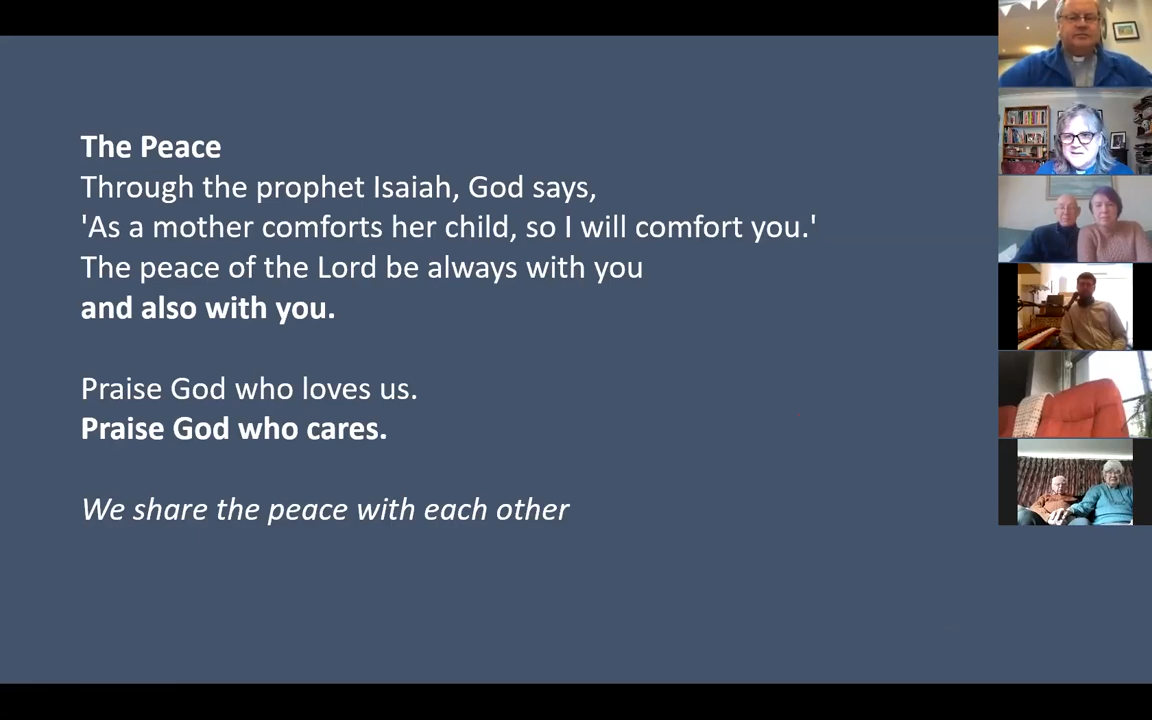 The Peace
Through the prophet Isaiah, God says,
'As a mother comforts her child, so I will comfort you.'
The peace of the Lord be always with you
and also with you.
Praise God who loves us.
Praise God who cares.
We share the peace with each other